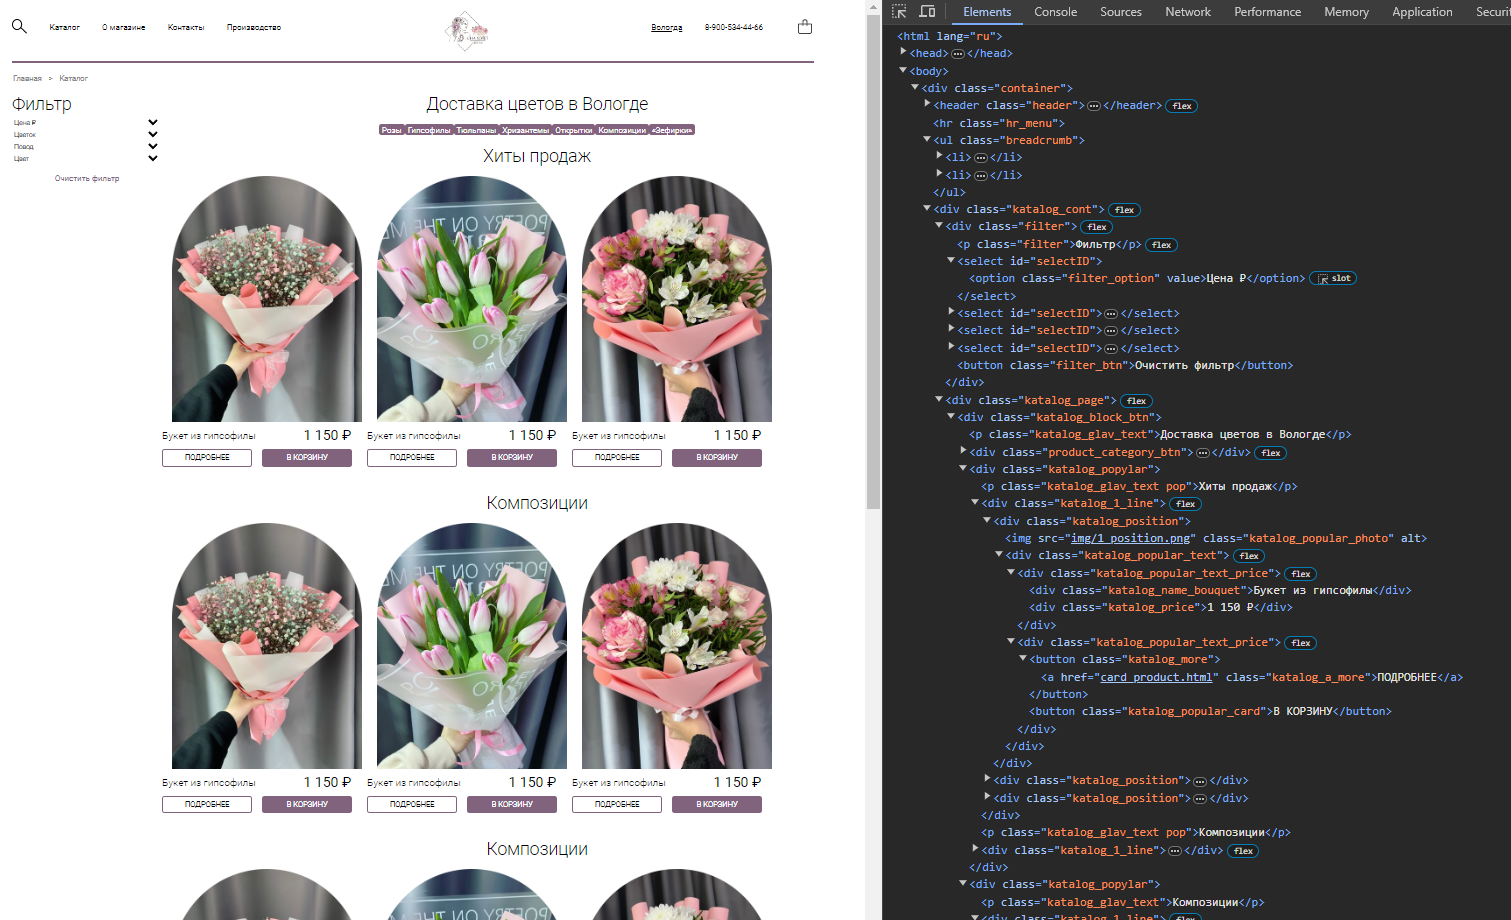 Каталог О магазине Контакты Производство Вологда 8-900-534-44-66
Главная > Каталог
Фильтр
Цена ₽
Цветок
Повод
Цвет
Очистить фильтр
Доставка цветов в Вологде
Розы Гипсофилы Тюльпаны Хризантемы Открытки Композиции «Зефирки»
Хиты продаж
Букет из гипсофилы 1 150 ₽ Букет из гипсофилы 1 150 ₽ Букет из гипсофилы 1 150 ₽
ПОДРОБНЕЕ В КОРЗИНУ ПОДРОБНЕЕ В КОРЗИНУ ПОДРОБНЕЕ В КОРЗИНУ
Композиции
Букет из гипсофилы 1 150 ₽ Букет из гипсофилы 1 150 ₽ Букет из гипсофилы 1 150 ₽
ПОДРОБНЕЕ В КОРЗИНУ ПОДРОБНЕЕ В КОРЗИНУ ПОДРОБНЕЕ В КОРЗИНУ
Композиции
Elements Console Sources Network Performance Memory Application Securi
<html lang="ru">
<head> … </head>
<body>
<div class="container">
<header class="header"> … </header> flex
<hr class="hr_menu">
<ul class="breadcrumb">
<li> … </li>
<li> … </li>
</ul>
<div class="katalog_cont"> flex
<div class="filter"> flex
<p class="filter">Фильтр</p> flex
<select id="selectID">
<option class="filter_option" value>Цена ₽</option> slot
</select>
<select id="selectID"> … </select>
<select id="selectID"> … </select>
<select id="selectID"> … </select>
<button class="filter_btn">Очистить фильтр</button>
</div>
<div class="katalog_page"> flex
<div class="katalog_block_btn">
<p class="katalog_glav_text">Доставка цветов в Вологде</p>
<div class="product_category_btn"> … </div> flex
<div class="katalog_popylar">
<p class="katalog_glav_text pop">Хиты продаж</p>
<div class="katalog_1_line"> flex
<div class="katalog_position">
<img src="img/1_position.png" class="katalog_popular_photo" alt>
<div class="katalog_popular_text"> flex
<div class="katalog_popular_text_price"> flex
<div class="katalog_name_bouquet">Букет из гипсофилы</div>
<div class="katalog_price">1 150 ₽</div>
</div>
<div class="katalog_popular_text_price"> flex
<button class="katalog_more">
<a href="card_product.html" class="katalog_a_more">ПОДРОБНЕЕ</a>
</button>
<button class="katalog_popular_card">В КОРЗИНУ</button>
</div>
</div>
</div>
<div class="katalog_position"> … </div>
<div class="katalog_position"> … </div>
</div>
<p class="katalog_glav_text pop">Композиции</p>
<div class="katalog_1_line"> … </div> flex
</div>
<div class="katalog_popylar">
<p class="katalog_glav_text">Композиции</p>
<div class="katalog_1_line"> flex